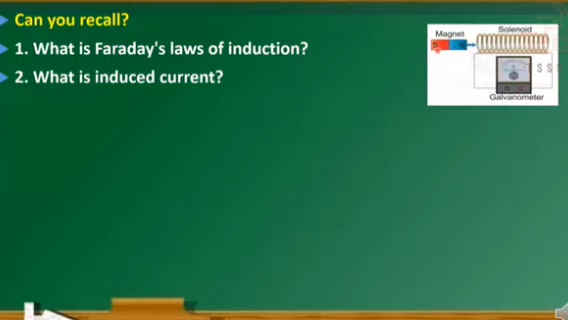 Can you recall?
1. What is Faraday's laws of induction?
2. What is induced current?
Magnet
Solenoid
Galvanometer